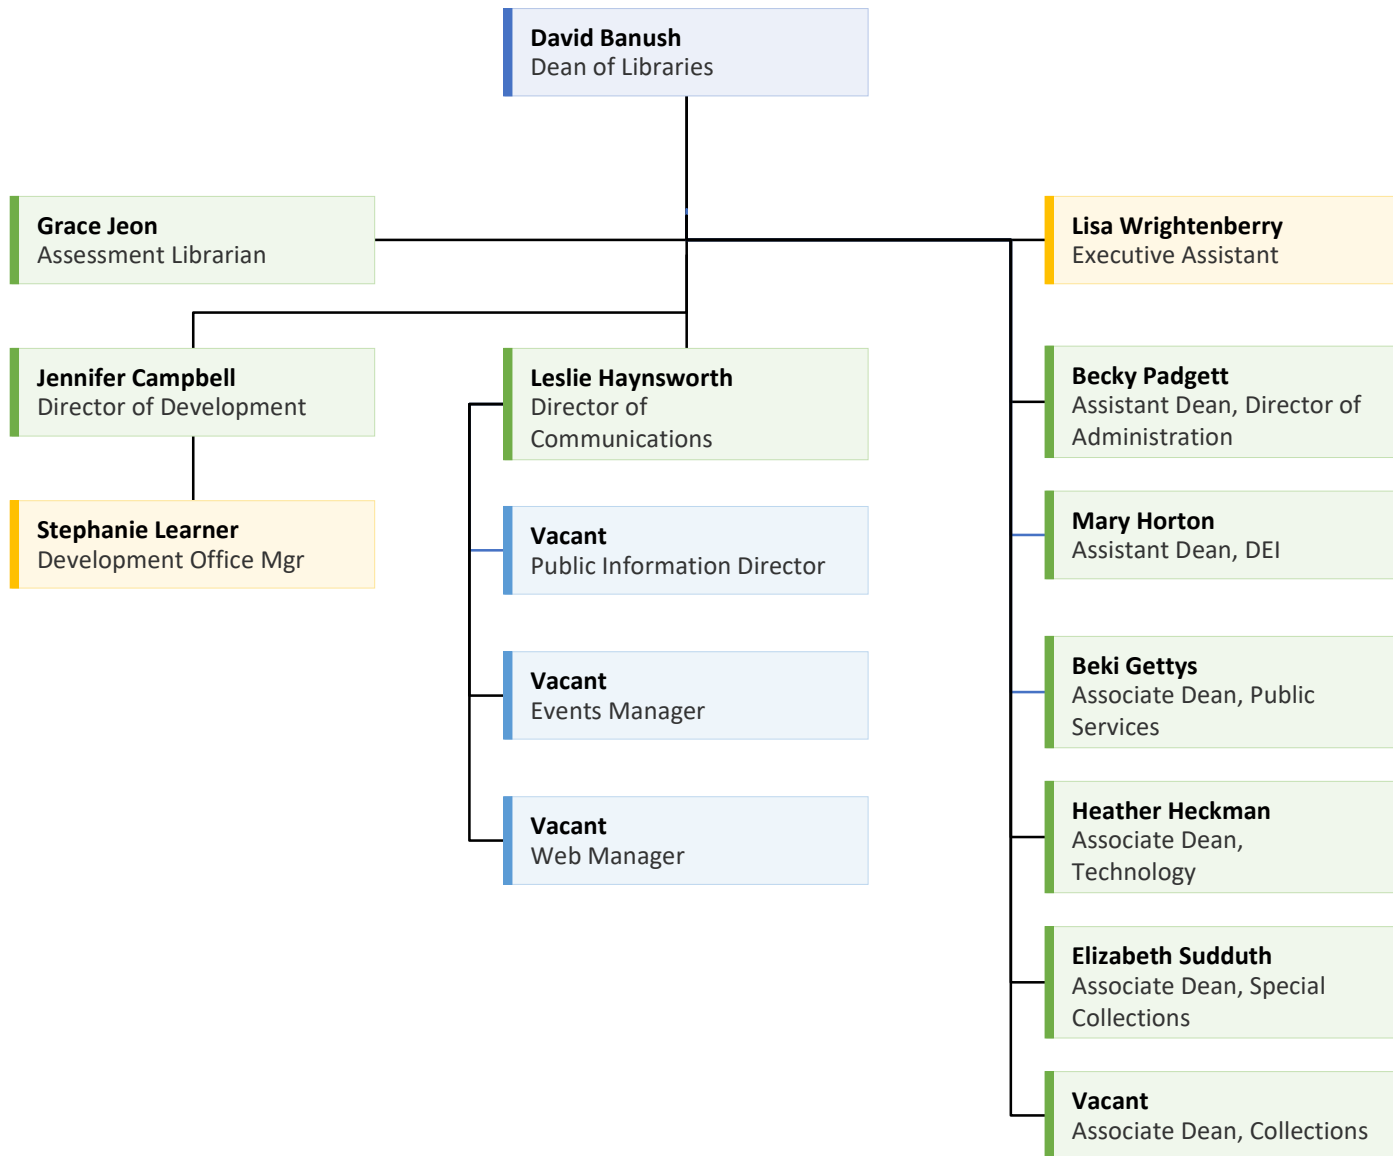 David Banush
Dean of Libraries
Grace Jeon
Assessment Librarian
Lisa Wrightenberry
Executive Assistant
Jennifer Campbell
Director of Development
Leslie Haynsworth
Director of
Communications
Becky Padgett
Assistant Dean, Director of
Administration
Stephanie Learner
Development Office Mgr
Vacant
Public Information Director
Mary Horton
Assistant Dean, DEI
Vacant
Events Manager
Beki Gettys
Associate Dean, Public
Services
Vacant
Web Manager
Heather Heckman
Associate Dean,
Technology
Elizabeth Sudduth
Associate Dean, Special
Collections
Vacant
Associate Dean, Collections